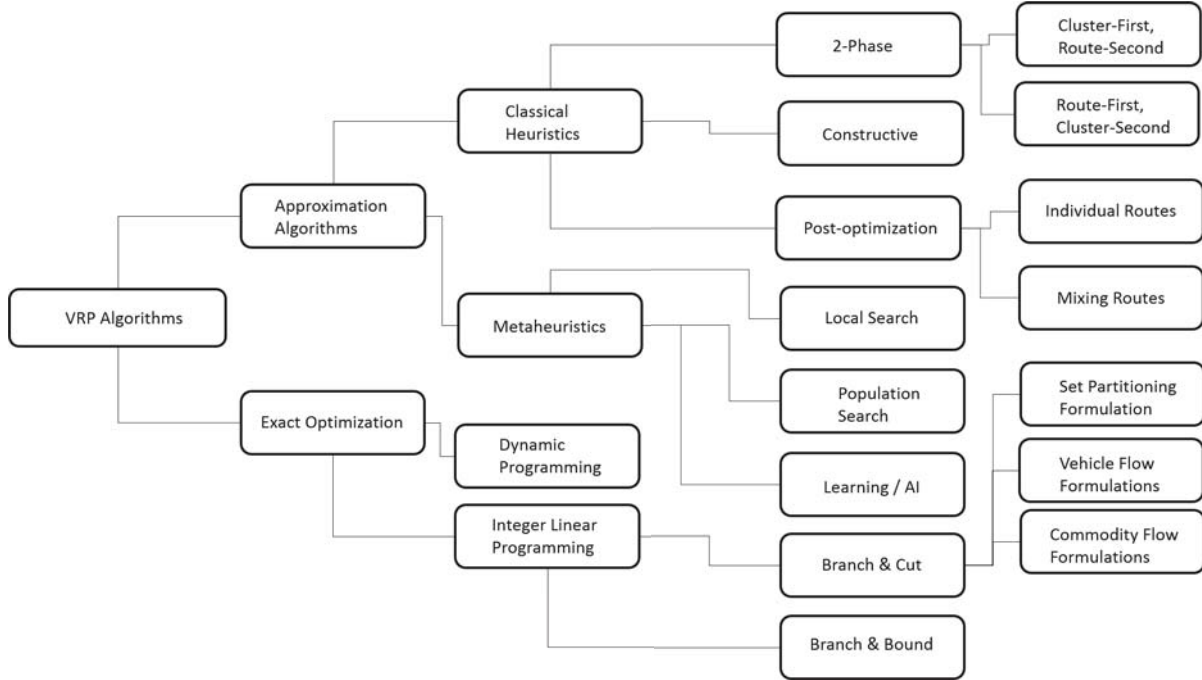 2-Phase
Cluster-First,
Route-Second
Classical
Heuristics
Constructive
Route-First,
Cluster-Second
Approximation
Algorithms
Post-optimization
Individual Routes
VRP Algorithms
Metaheuristics
Local Search
Mixing Routes
Exact Optimization
Population
Search
Set Partitioning
Formulation
Dynamic
Programming
Learning / AI
Vehicle Flow
Formulations
Integer Linear
Programming
Branch & Cut
Commodity Flow
Formulations
Branch & Bound